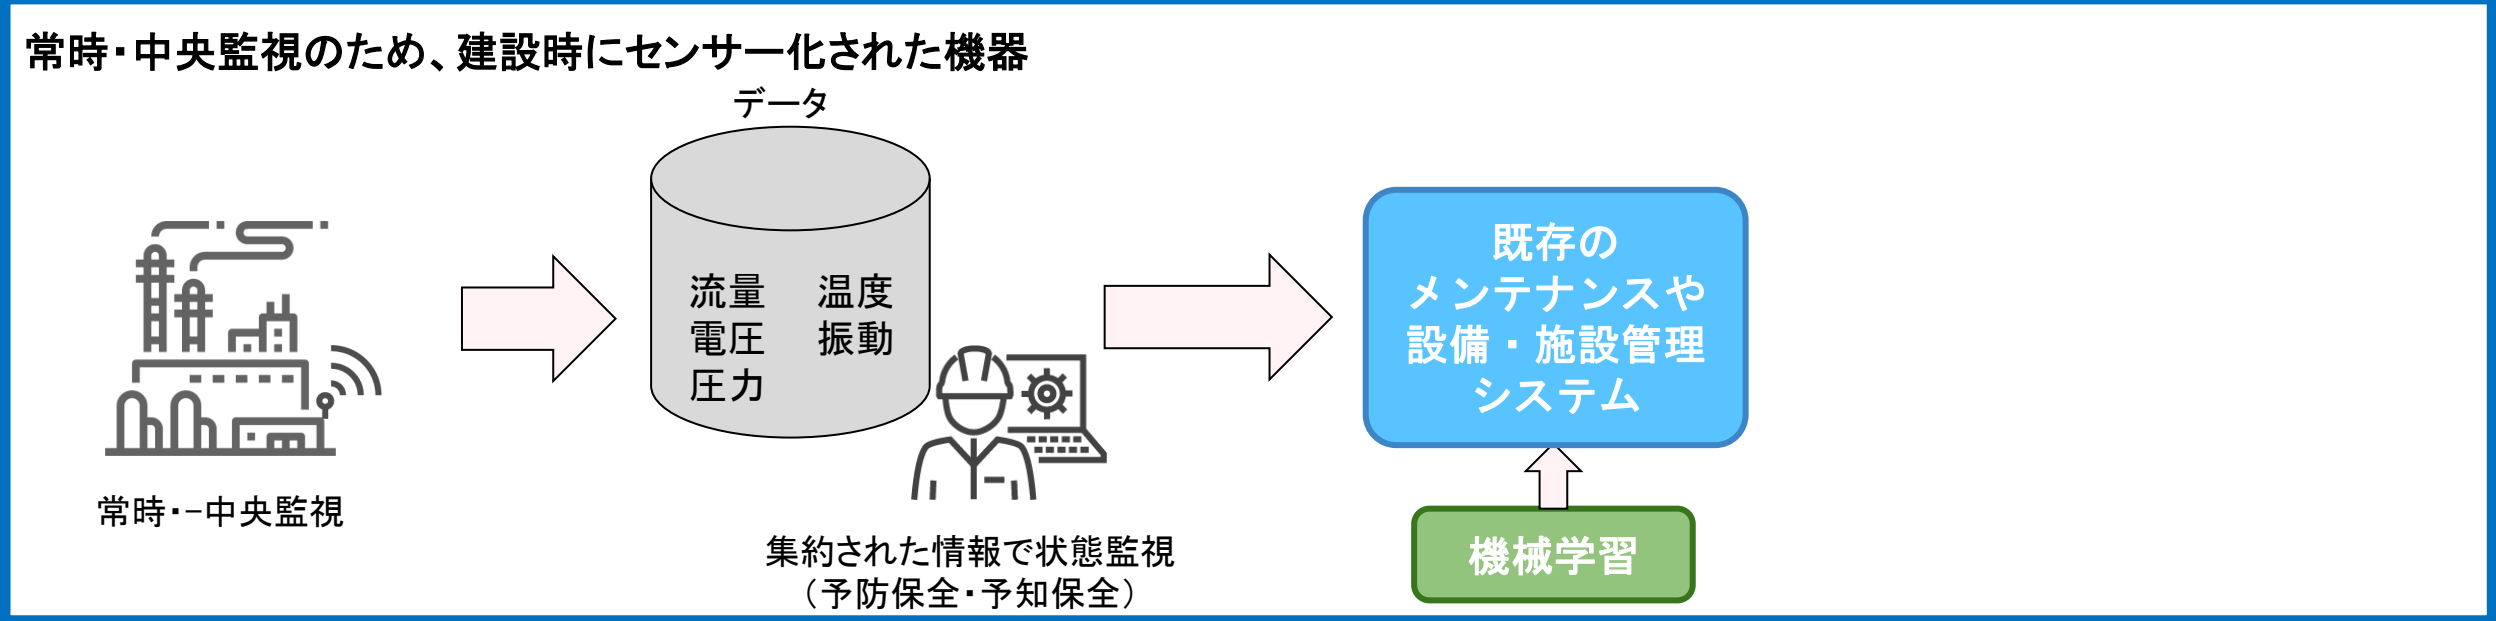 常時・中央監視のため、建設時にセンサー付された機器
データ
流量 温度
電圧 振動
圧力
既存の
メンテナンスや
設備・施設管理
システム
機械学習
常時・–中央監視
集約された情報で状態監視
（予防保全・予知保全）